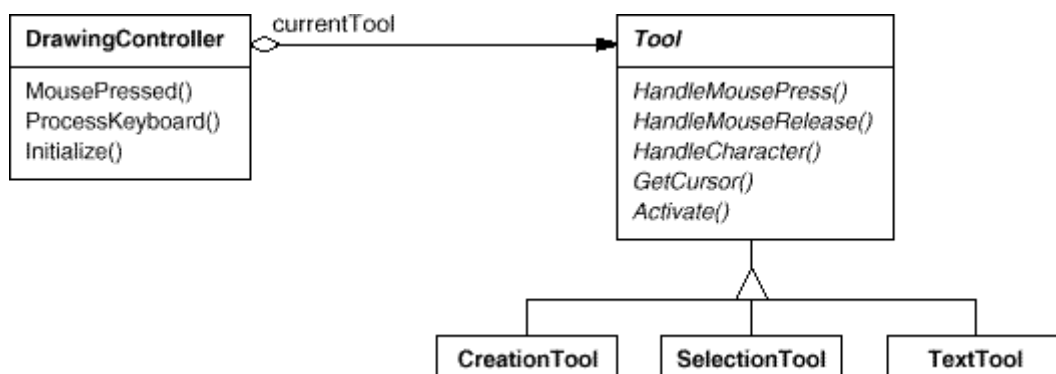 DrawingController
MousePressed()
ProcessKeyboard()
Initialize()
currentTool
Tool
HandleMousePress()
HandleMouseRelease()
HandleCharacter()
GetCursor()
Activate()
CreationTool
SelectionTool
TextTool